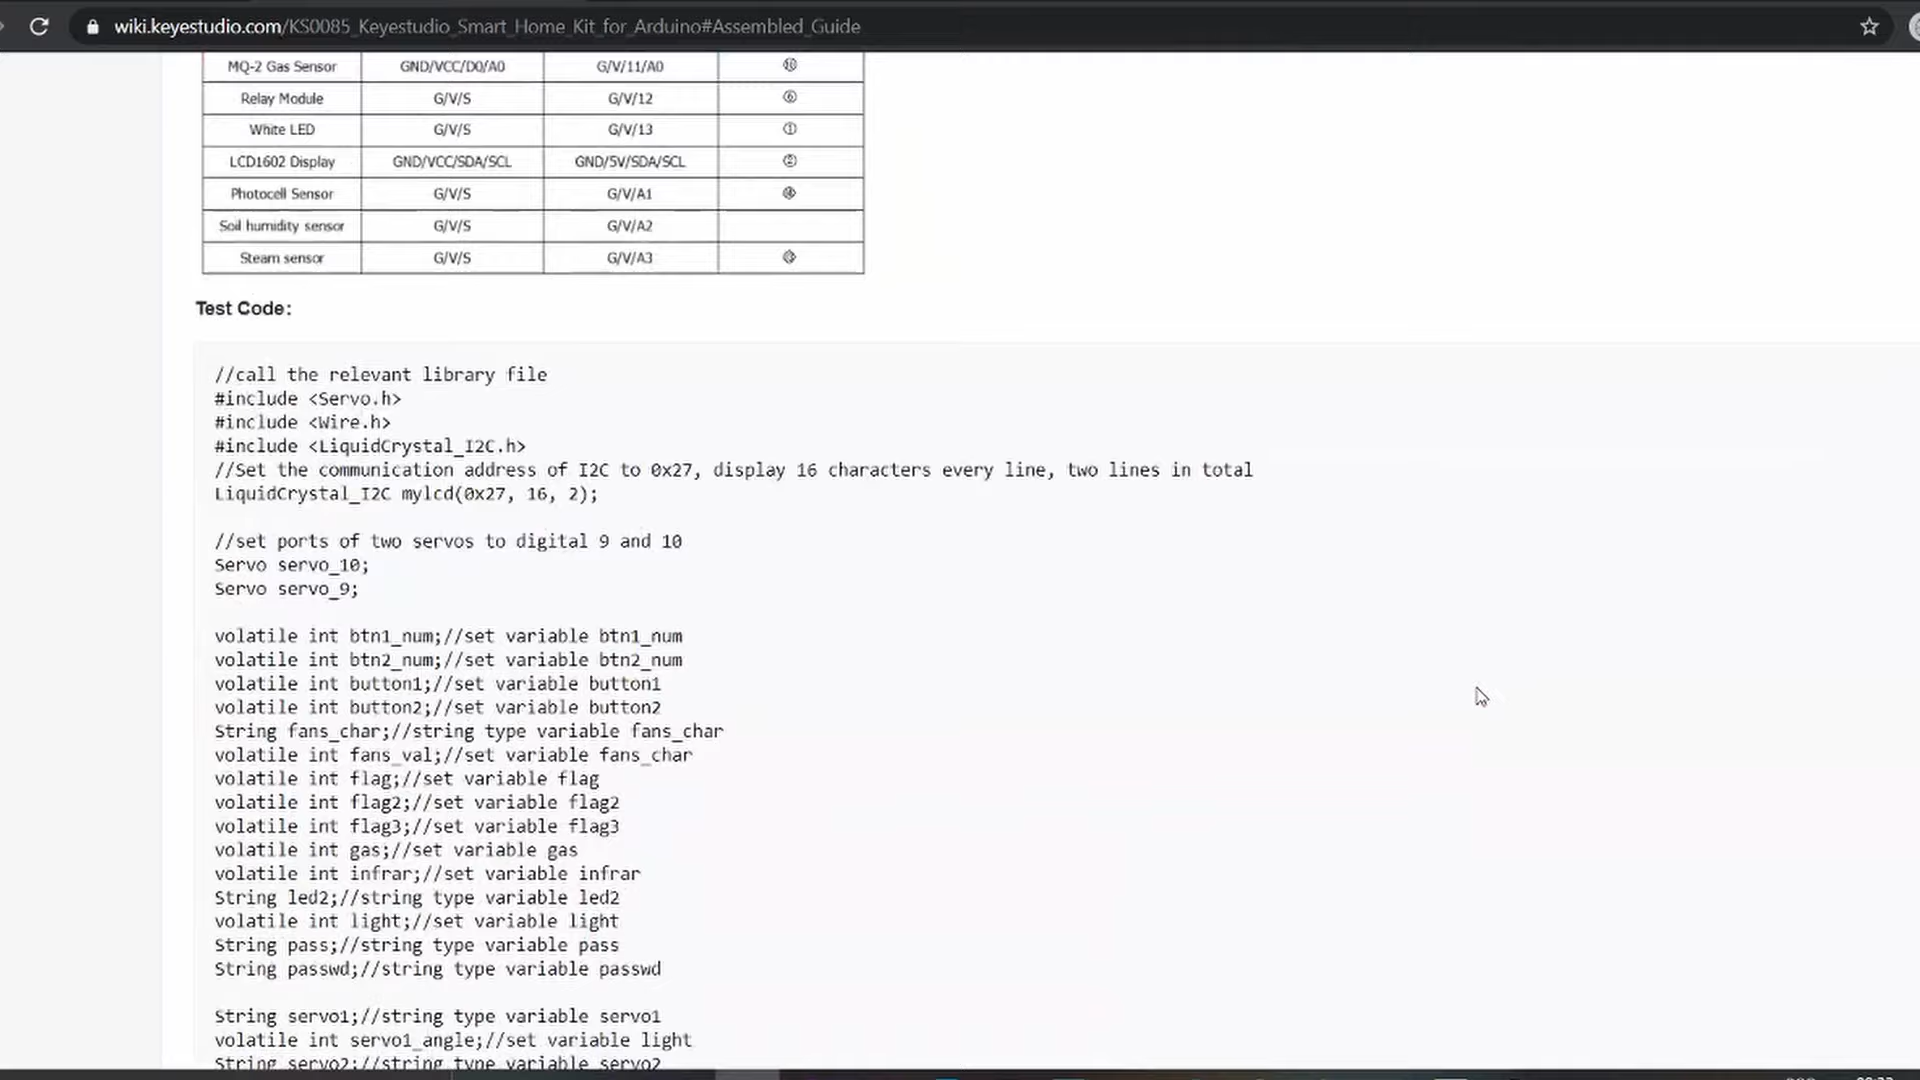 wiki.keyestudio.com/KS0085_Keyestudio_Smart_Home_Kit_for_Arduino#Assembled_Guide
MQ-2 Gas Sensor GND/VCC/D0/A0 G/V/11/A0 ⑩
Relay Module G/V/S G/V/12 ⑥
White LED G/V/S G/V/13 ①
LCD1602 Display GND/VCC/SDA/SCL GND/5V/SDA/SCL ②
Photocell Sensor G/V/S G/V/A1
Soil humidity sensor G/V/S G/V/A2
Steam sensor G/V/S G/V/A3
Test Code:
//call the relevant library file
#include <Servo.h>
#include <Wire.h>
#include <LiquidCrystal_I2C.h>
//Set the communication address of I2C to 0x27, display 16 characters every line, two lines in total
LiquidCrystal_I2C mylcd(0x27, 16, 2);
//set ports of two servos to digital 9 and 10
Servo servo_10;
Servo servo_9;
volatile int btn1_num;//set variable btn1_num
volatile int btn2_num;//set variable btn2_num
volatile int button1;//set variable button1
volatile int button2;//set variable button2
String fans_char;//string type variable fans_char
volatile int fans_val;//set variable fans_char
volatile int flag;//set variable flag
volatile int flag2;//set variable flag2
volatile int flag3;//set variable flag3
volatile int gas;//set variable gas
volatile int infrar;//set variable infrar
String led2;//string type variable led2
volatile int light;//set variable light
String pass;//string type variable pass
String passwd;//string type variable passwd
String servo1;//string type variable servo1
volatile int servo1_angle;//set variable light
String servo2;//string type variable servo2